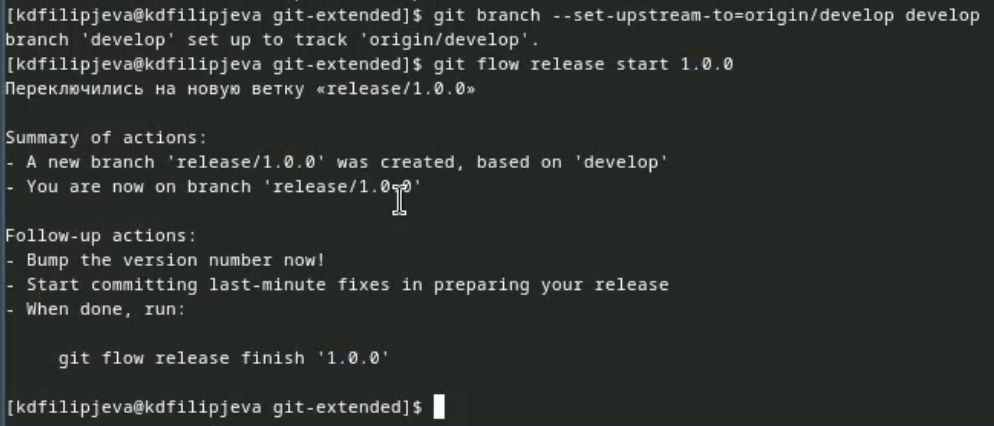 [kdfilipjeva@kdfilipjeva git-extended]$ git branch --set-upstream-to=origin/develop develop
branch 'develop' set up to track 'origin/develop'.
[kdfilipjeva@kdfilipjeva git-extended]$ git flow release start 1.0.0
Переключились на новую ветку «release/1.0.0»
Summary of actions:
- A new branch 'release/1.0.0' was created, based on 'develop'
- You are now on branch 'release/1.0.0'
Follow-up actions:
- Bump the version number now!
- Start committing last-minute fixes in preparing your release
- When done, run:
git flow release finish '1.0.0'
[kdfilipjeva@kdfilipjeva git-extended]$